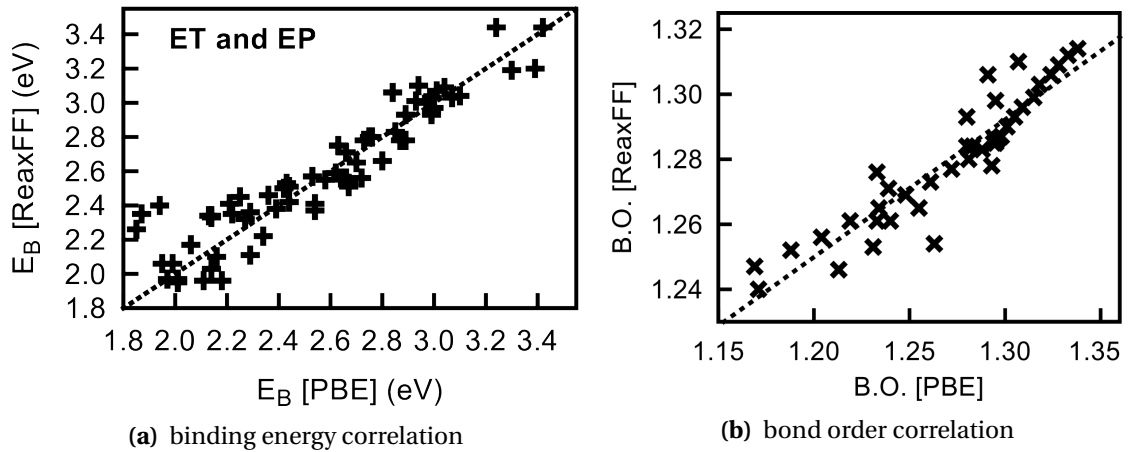 ET and EP
E_B [ReaxFF] (eV)
3.4
3.2
3.0
2.8
2.6
2.4
2.2
2.0
1.8
1.8 2.0 2.2 2.4 2.6 2.8 3.0 3.2 3.4
E_B [PBE] (eV)
(a) binding energy correlation
B.O. [ReaxFF]
1.32
1.30
1.28
1.26
1.24
1.15 1.20 1.25 1.30 1.35
B.O. [PBE]
(b) bond order correlation